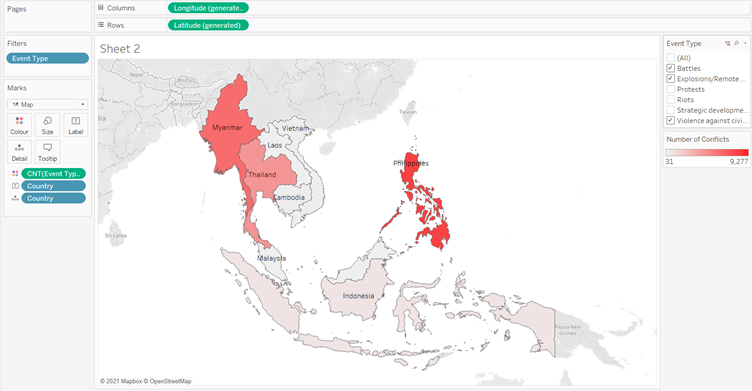 Pages
Columns
Longitude (generate..
Rows
Latitude (generated)
Filters
Event Type
Marks
Map
Colour
Size
Label
Detail
Tooltip
CNT(Event Typ..
Country
Country
Sheet 2
Nepal
Bhutan
Bangladesh
Taiwan
Myanmar
Vietnam
Laos
Thailand
Cambodia
Philippines
Sri Lanka
Malaysia
Indonesia
Papua New
Guinea
© 2021 Mapbox © OpenStreetMap
Event Type
(All)
Battles
Explosions/Remote ...
Protests
Riots
Strategic developme...
Violence against civi...
Number of Conflicts
31 9,277